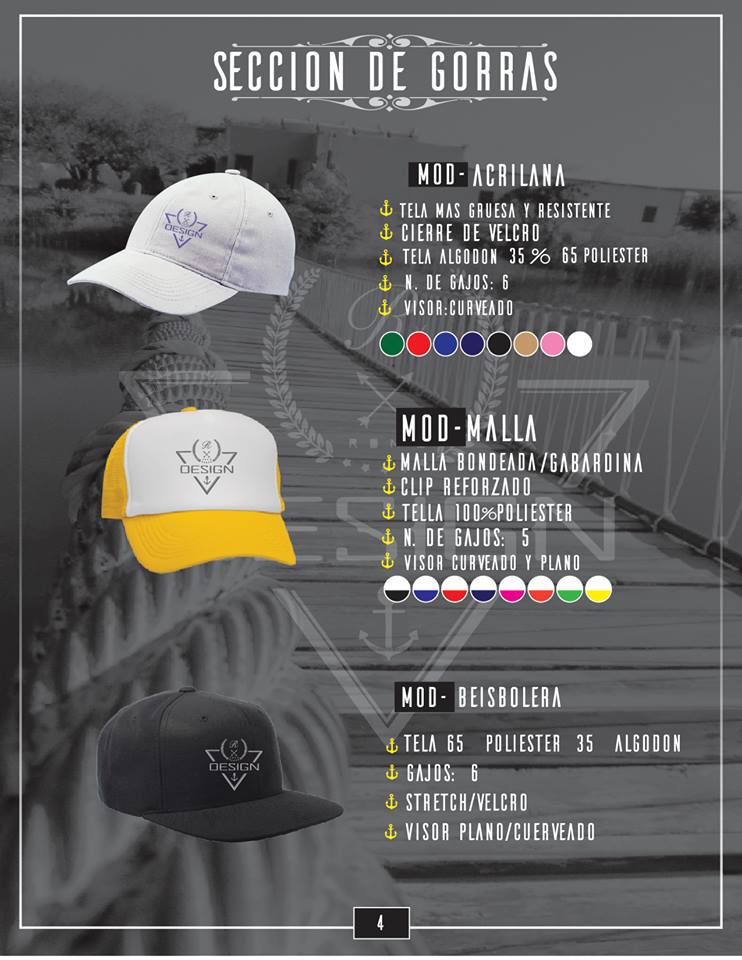 SECCION DE GORRAS
MOD-ACRILANA
TELA MAS GRUESA Y RESISTENTE
CIERRE DE VELCRO
TELA ALGODON 35 % 65 POLIESTER
N. DE GAJOS: 6
VISOR:CURVEADO
R
DESIGN
MOD-MALLA
MALLA BONDEADA/GABARDINA
CLIP REFORZADO
TELLA 100%POLIESTER
N. DE GAJOS: 5
VISOR CURVEADO Y PLANO
R
DESIGN
MOD- BEISBOLERA
TELA 65 POLIESTER 35 ALGODON
GAJOS: 6
STRETCH/VELCRO
VISOR PLANO/CUERVEADO
R
DESIGN
4